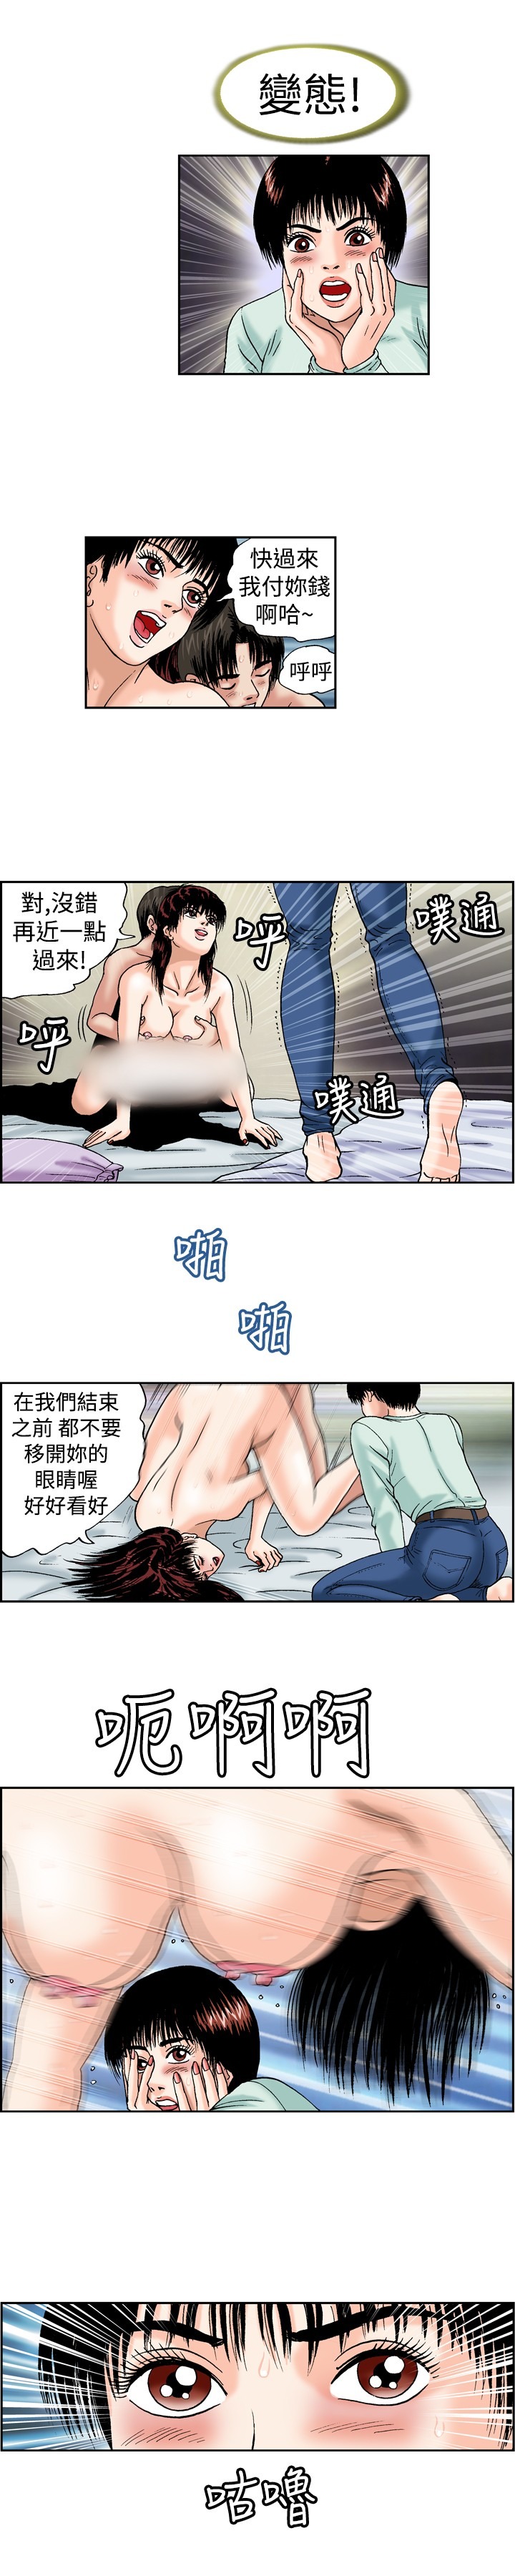 變態!
快過來
我付妳錢
啊哈~
呼呼
對,沒錯
再近一點
過來!
呼
噗通
呼
噗通
啪
啪
在我們結束
之前 都不要
移開妳的
眼睛喔
好好看好
呃啊啊
咕嚕